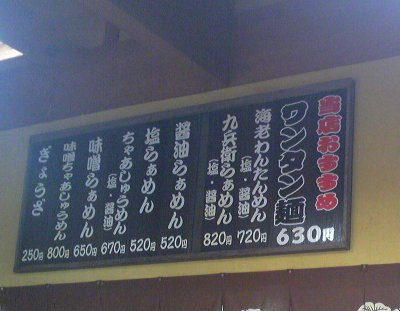 当店おすすめ
ワンタン麺
630円
海老わんたんめん
(塩・醤油)
720円
九兵衛らぁめん
(塩・醤油)
820円
醤油らぁめん
520円
塩らぁめん
520円
ちゃあしゅうめん
(塩・醤油)
670円
味噌らぁめん
650円
味噌ちゃあしゅうめん
800円
ぎょうざ
250円